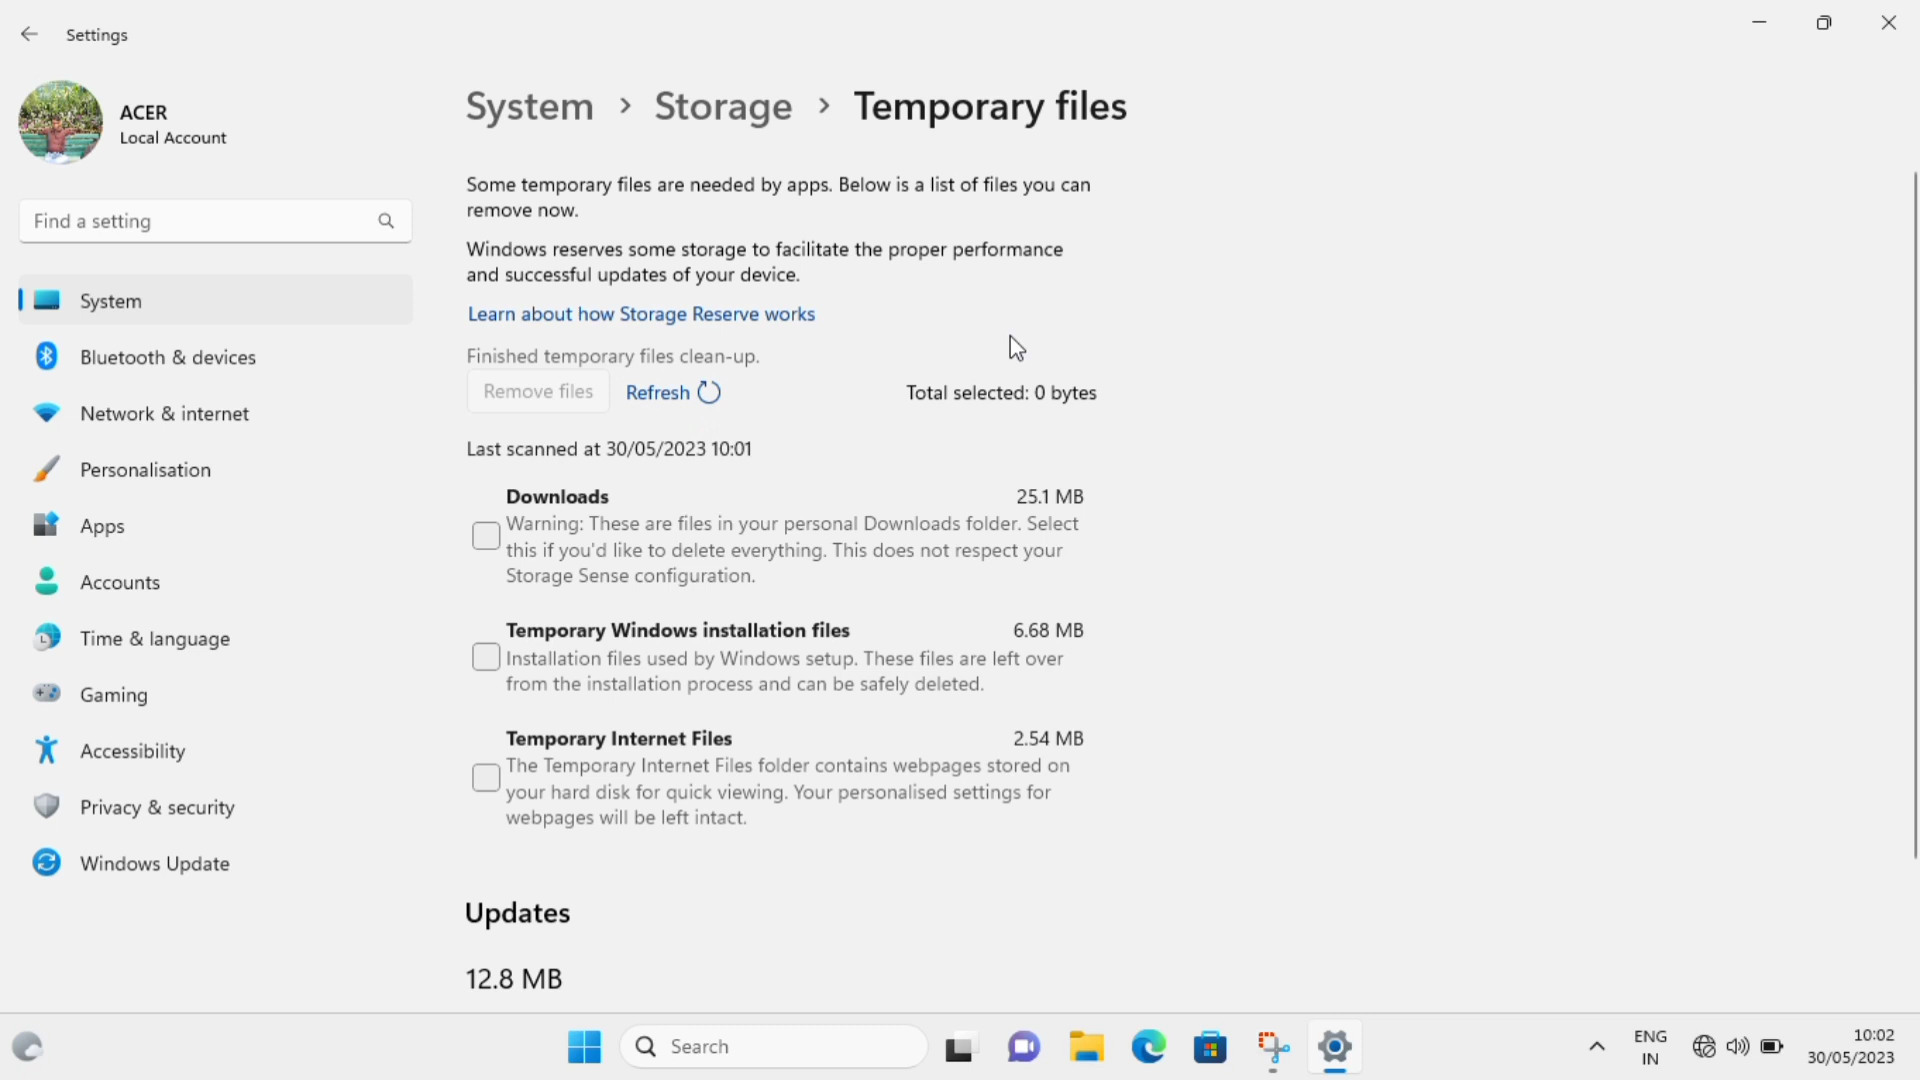 Settings
ACER
Local Account
Find a setting
System
Bluetooth & devices
Network & internet
Personalisation
Apps
Accounts
Time & language
Gaming
Accessibility
Privacy & security
Windows Update
System > Storage > Temporary files
Some temporary files are needed by apps. Below is a list of files you can
remove now.
Windows reserves some storage to facilitate the proper performance
and successful updates of your device.
Learn about how Storage Reserve works
Finished temporary files clean-up.
Remove files Refresh Total selected: 0 bytes
Last scanned at 30/05/2023 10:01
Downloads 25.1 MB
Warning: These are files in your personal Downloads folder. Select
this if you'd like to delete everything. This does not respect your
Storage Sense configuration.
Temporary Windows installation files 6.68 MB
Installation files used by Windows setup. These files are left over
from the installation process and can be safely deleted.
Temporary Internet Files 2.54 MB
The Temporary Internet Files folder contains webpages stored on
your hard disk for quick viewing. Your personalised settings for
webpages will be left intact.
Updates
12.8 MB
Search
ENG
IN
10:02
30/05/2023